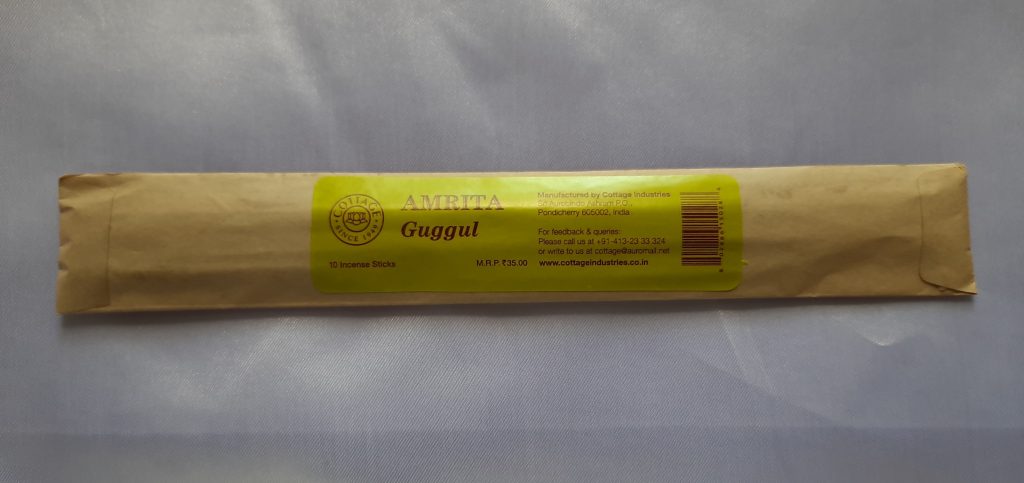 COTTAGE
SINCE 1949
AMRITA
Guggul
10 Incense Sticks
M.R.P. ₹35.00
Manufactured by Cottage Industries
Sri Aurobindo Ashram P.O.,
Pondicherry 605002, India
For feedback & queries:
Please call us at +91-413-23 33 324
or write to us at cottage@auromail.net
www.cottageindustries.co.in